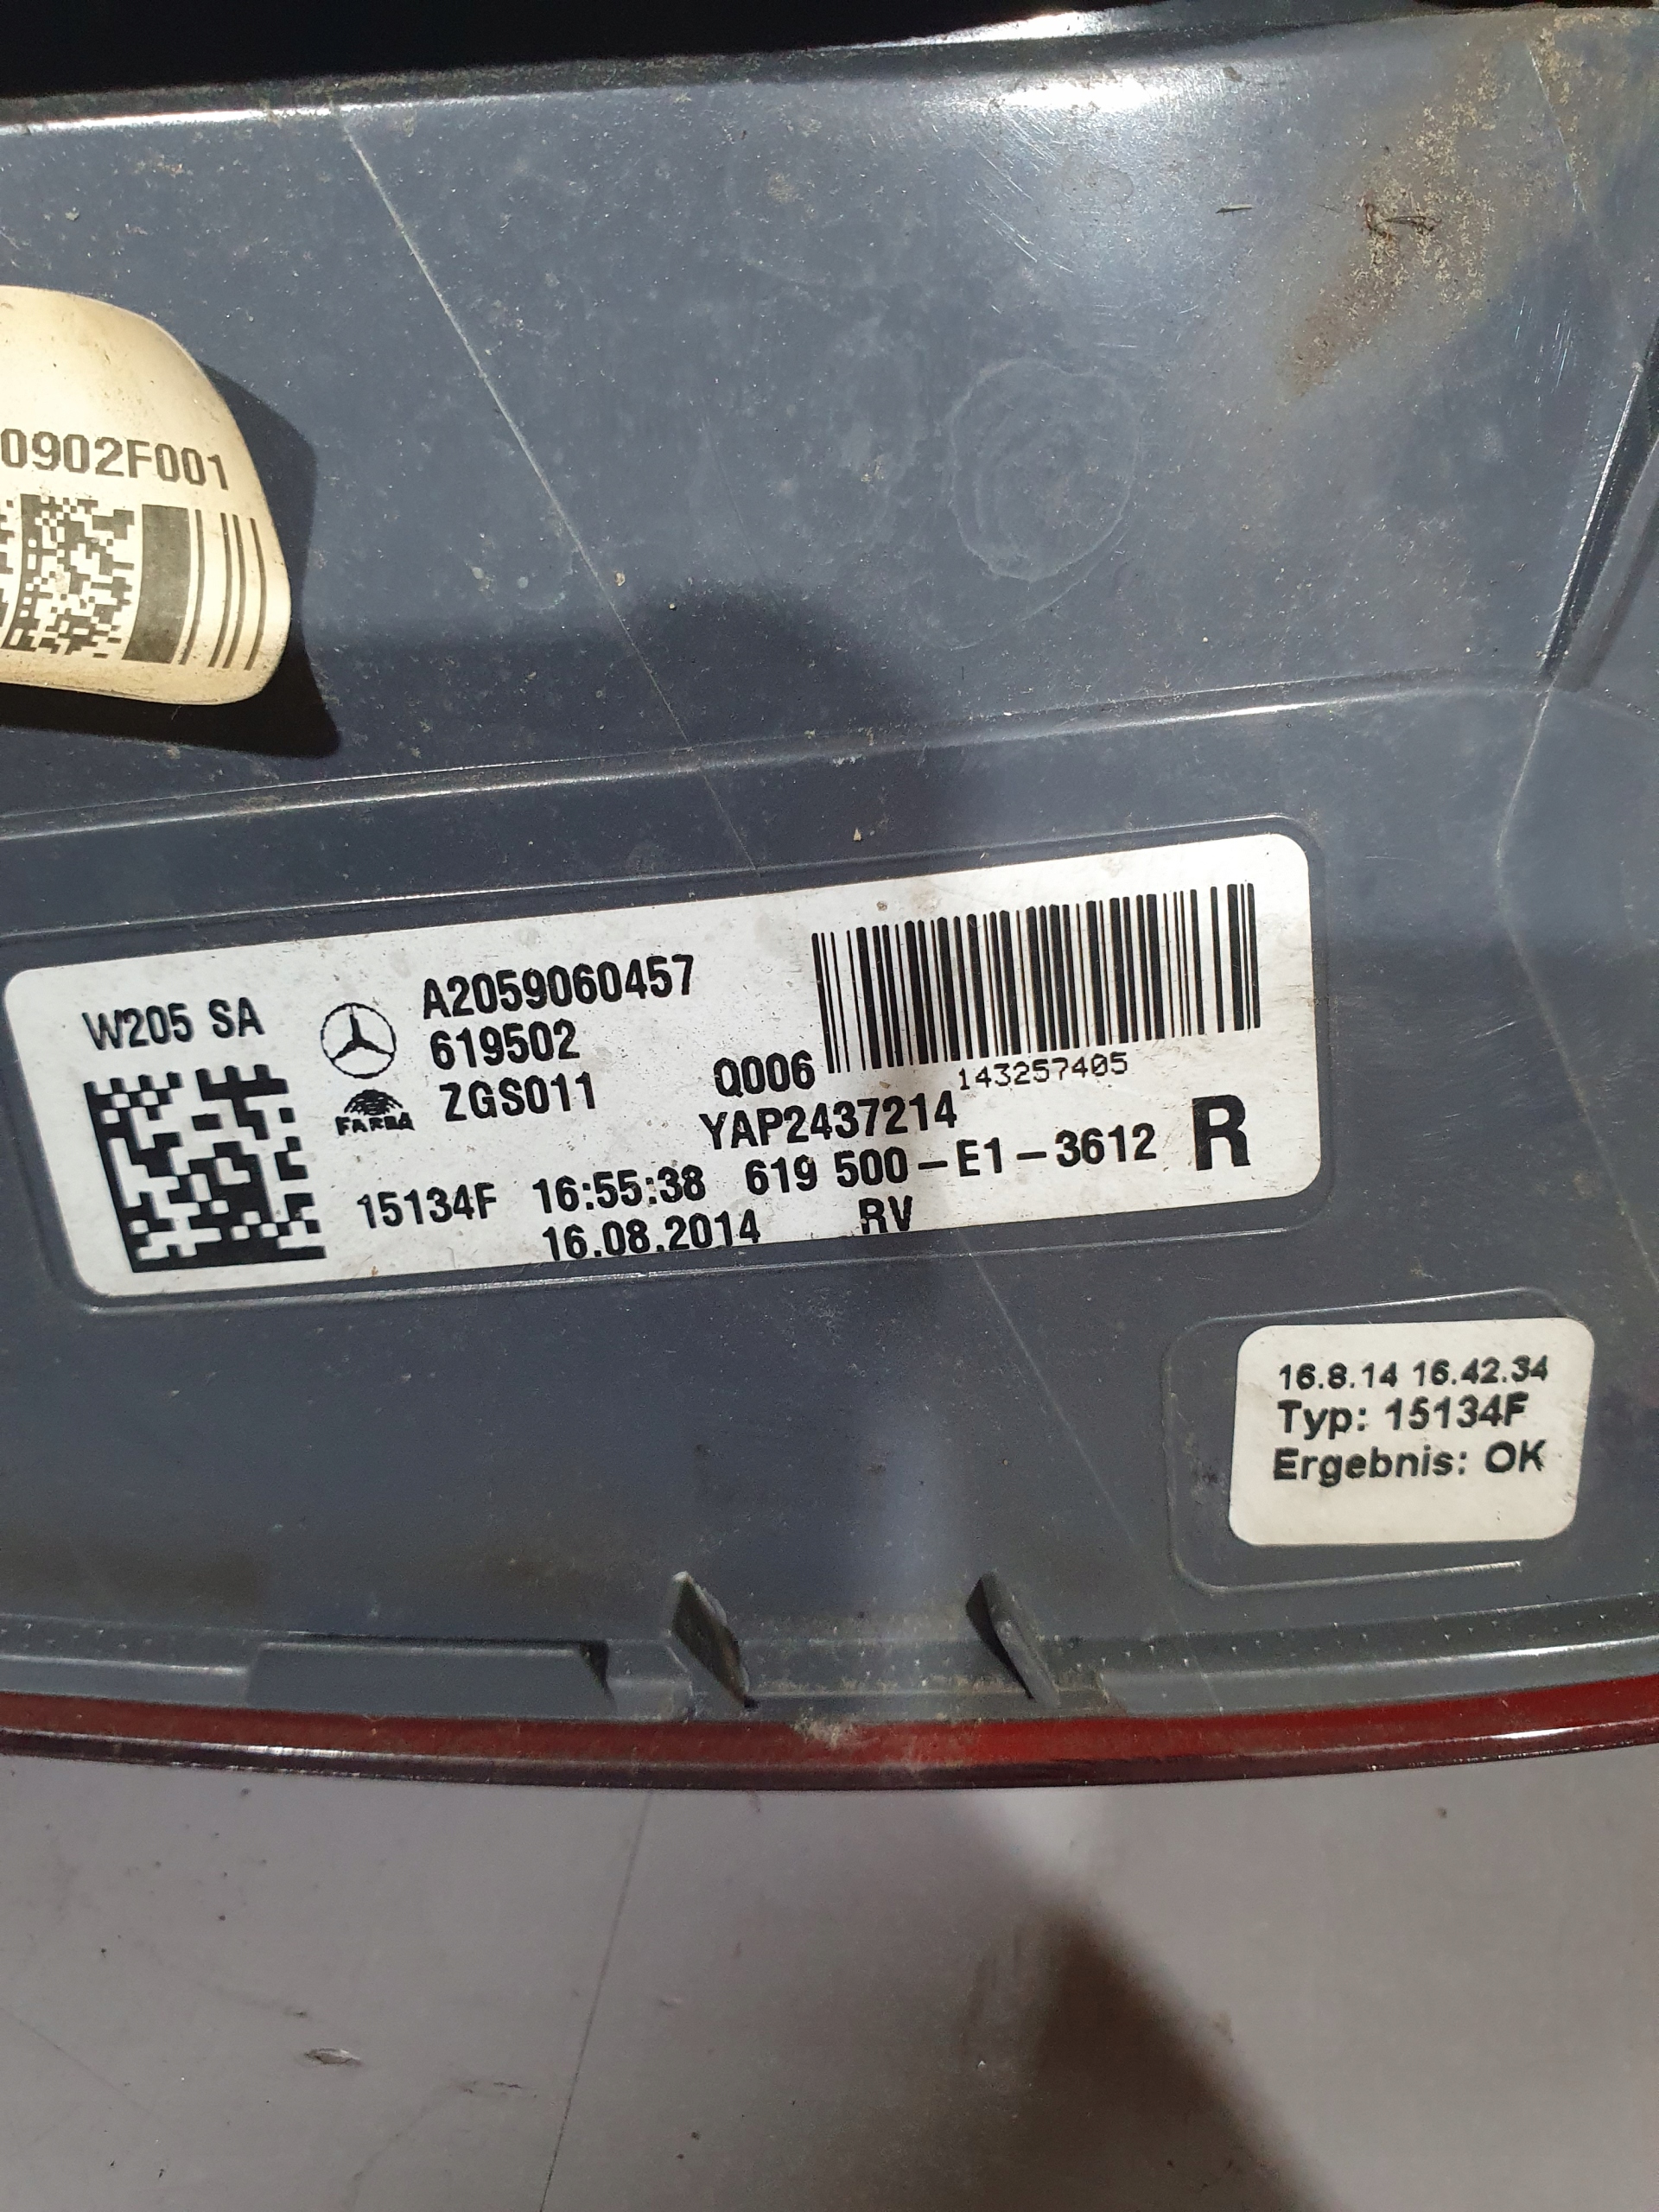 0902F001
W205 SA
A2059060457
619502
FARBA
ZGS011
Q006
143257405
YAP2437214
15134F 16:55:38 619 500-E1-3612 R
16.08.2014 RV
16.8.14 16.42.34
Typ: 15134F
Ergebnis: OK